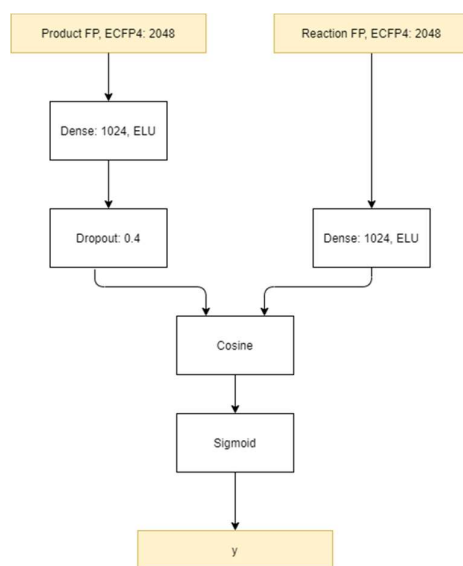 Product FP, ECFP4: 2048
Reaction FP, ECFP4: 2048
Dense: 1024, ELU
Dropout: 0.4
Dense: 1024, ELU
Cosine
Sigmoid
y